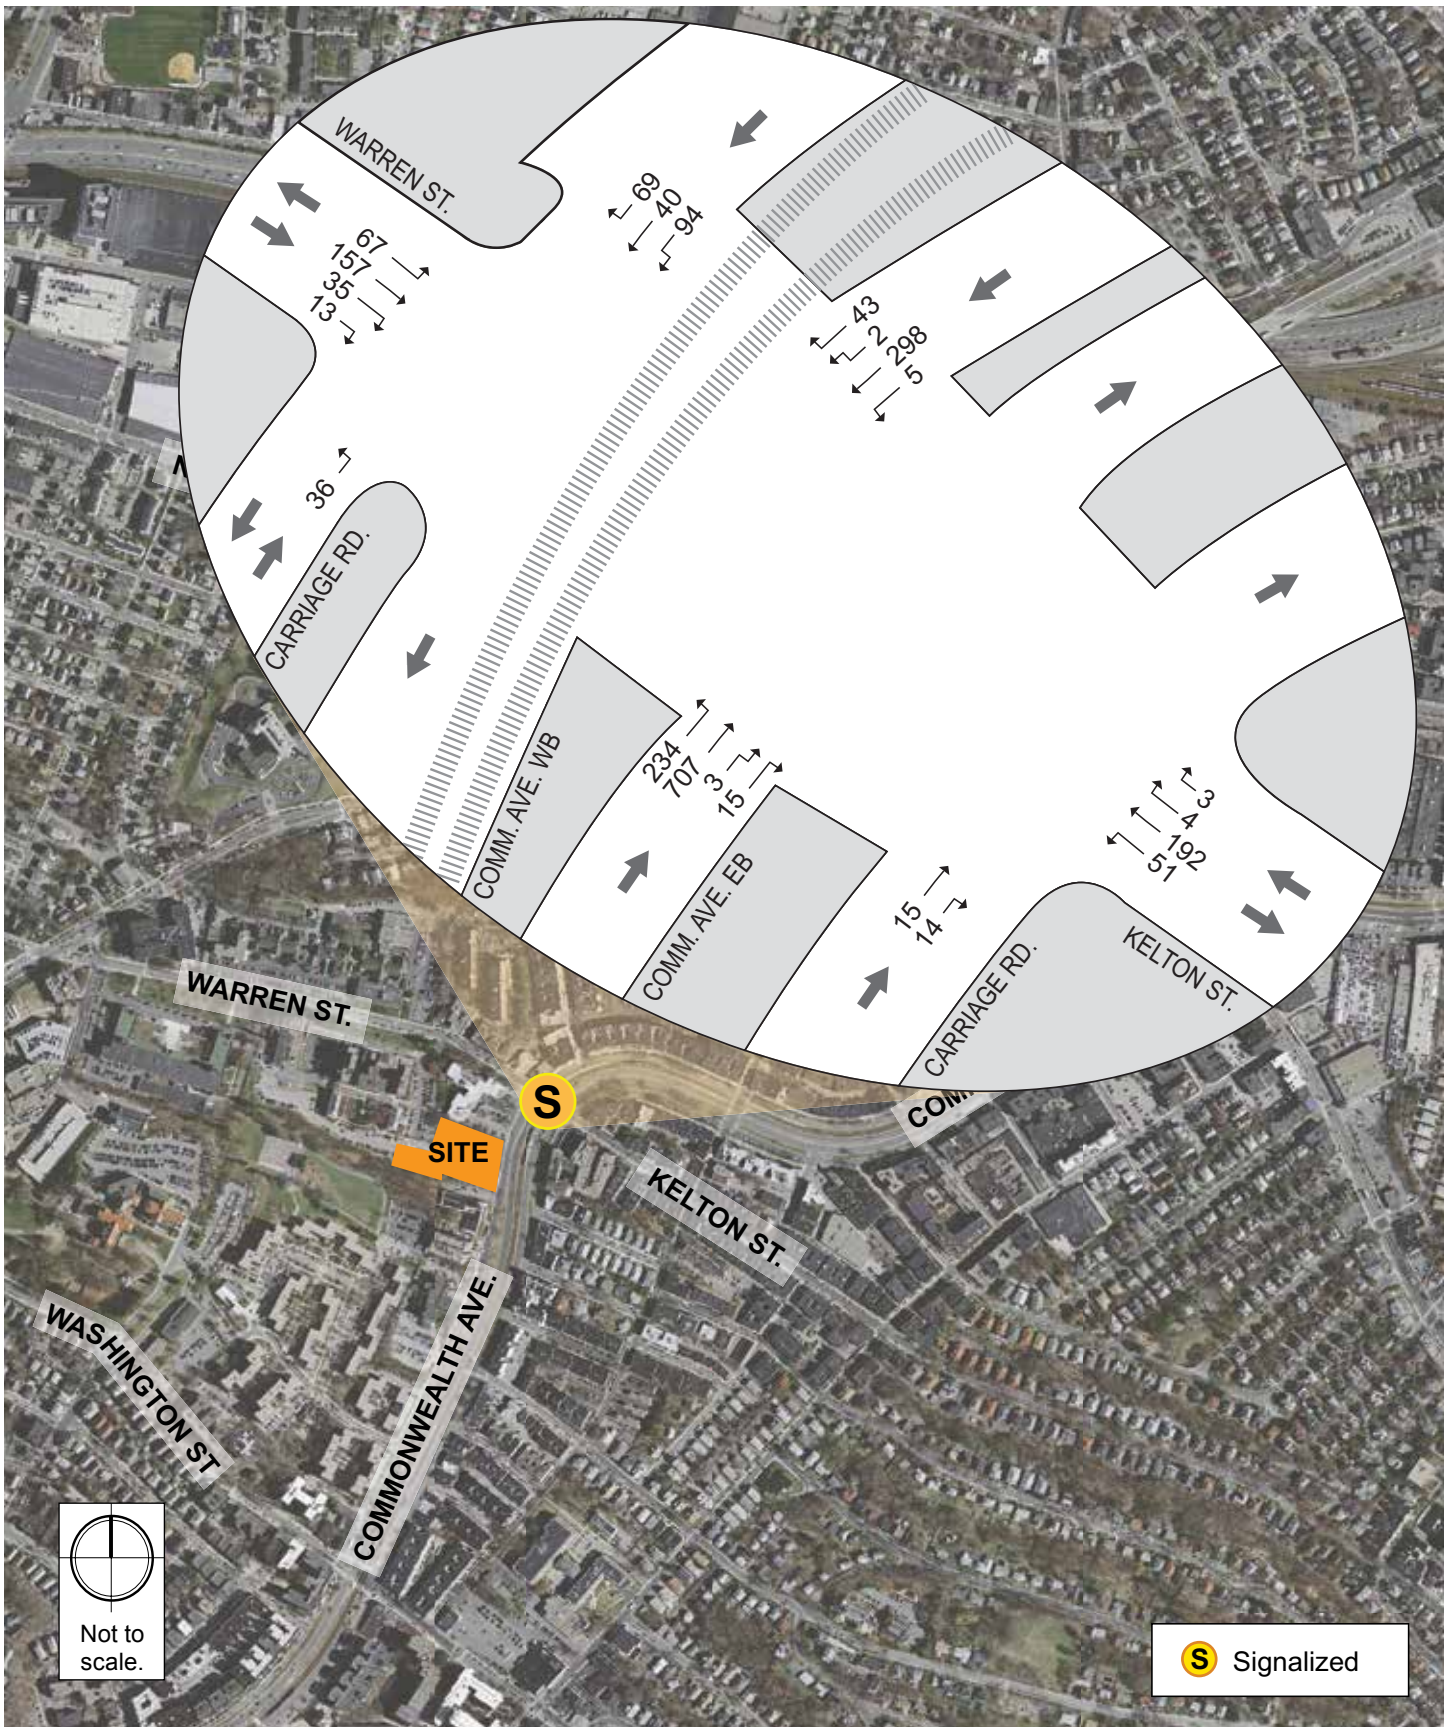 WARREN ST.
69
40
94
67
157
35
13
43
2
298
5
36
CARRIAGE RD.
COMM. AVE. WB
234
707
3
15
COMM. AVE. EB
15
14
CARRIAGE RD.
3
4
192
51
KELTON ST.
WARREN ST.
S
SITE
KELTON ST.
COMMONWEALTH AVE.
WASHINGTON ST
Not to
scale.
S Signalized